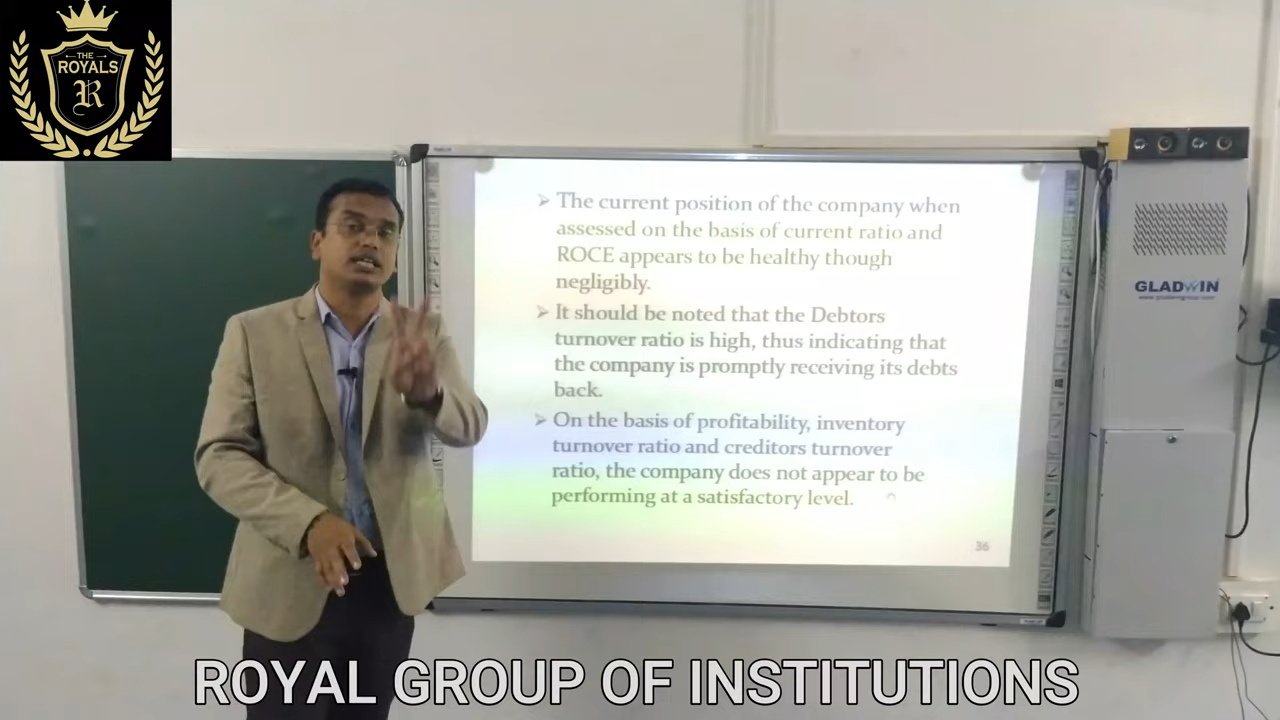 THE
ROYALS
R
➢ The current position of the company when
assessed on the basis of current ratio and
ROCE appears to be healthy though
negligibly.
➢ It should be noted that the Debtors
turnover ratio is high, thus indicating that
the company is promptly receiving its debts
back.
➢ On the basis of profitability, inventory
turnover ratio and creditors turnover
ratio, the company does not appear to be
performing at a satisfactory level.
36
GLADWIN
ROYAL GROUP OF INSTITUTIONS